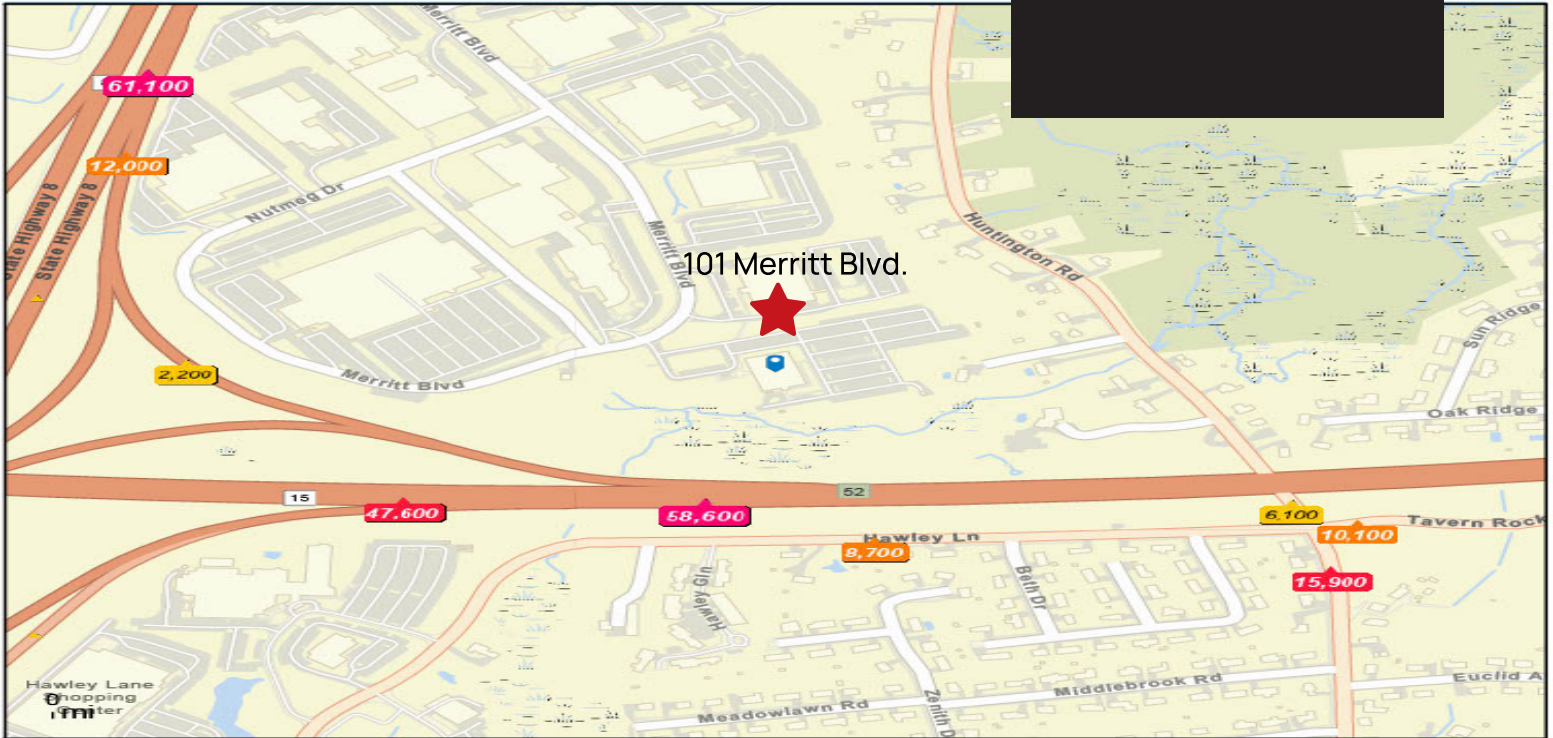 Merritt Blvd
61,100
12,000
State Highway 8
State Highway 8
Nutmeg Dr
Merritt Blvd
Huntington Rd
101 Merritt Blvd.
Sun Ridge
2,200
Merritt Blvd
Oak Ridge
15
52
47,600
58,600
6,100
Tavern Rock
10,100
Hawley Ln
8,700
15,900
Hawley Gln
Beth Dr
Hawley Lane
Shopping
Center
0
mi
Middlebrook Rd
Euclid A
Meadowlawn Rd
Zenith D